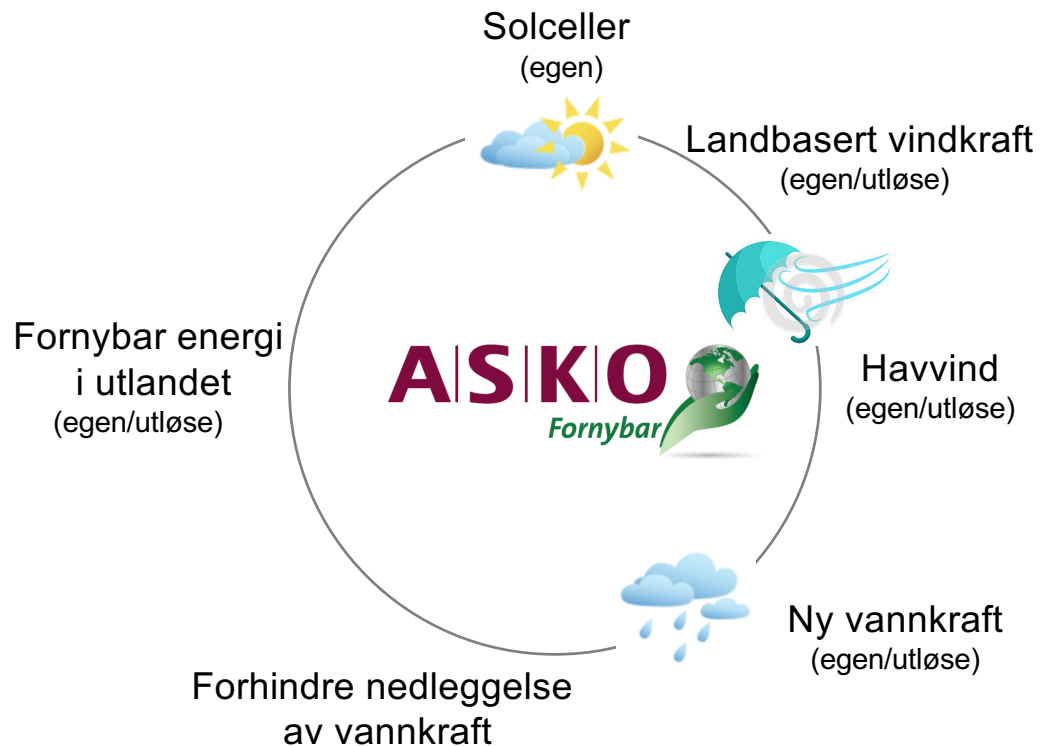 Solceller
(egen)
Landbasert vindkraft
(egen/utløse)
Havvind
(egen/utløse)
Ny vannkraft
(egen/utløse)
Forhindre nedleggelse
av vannkraft
Fornybar energi
i utlandet
(egen/utløse)
A|S|K|O
Fornybar